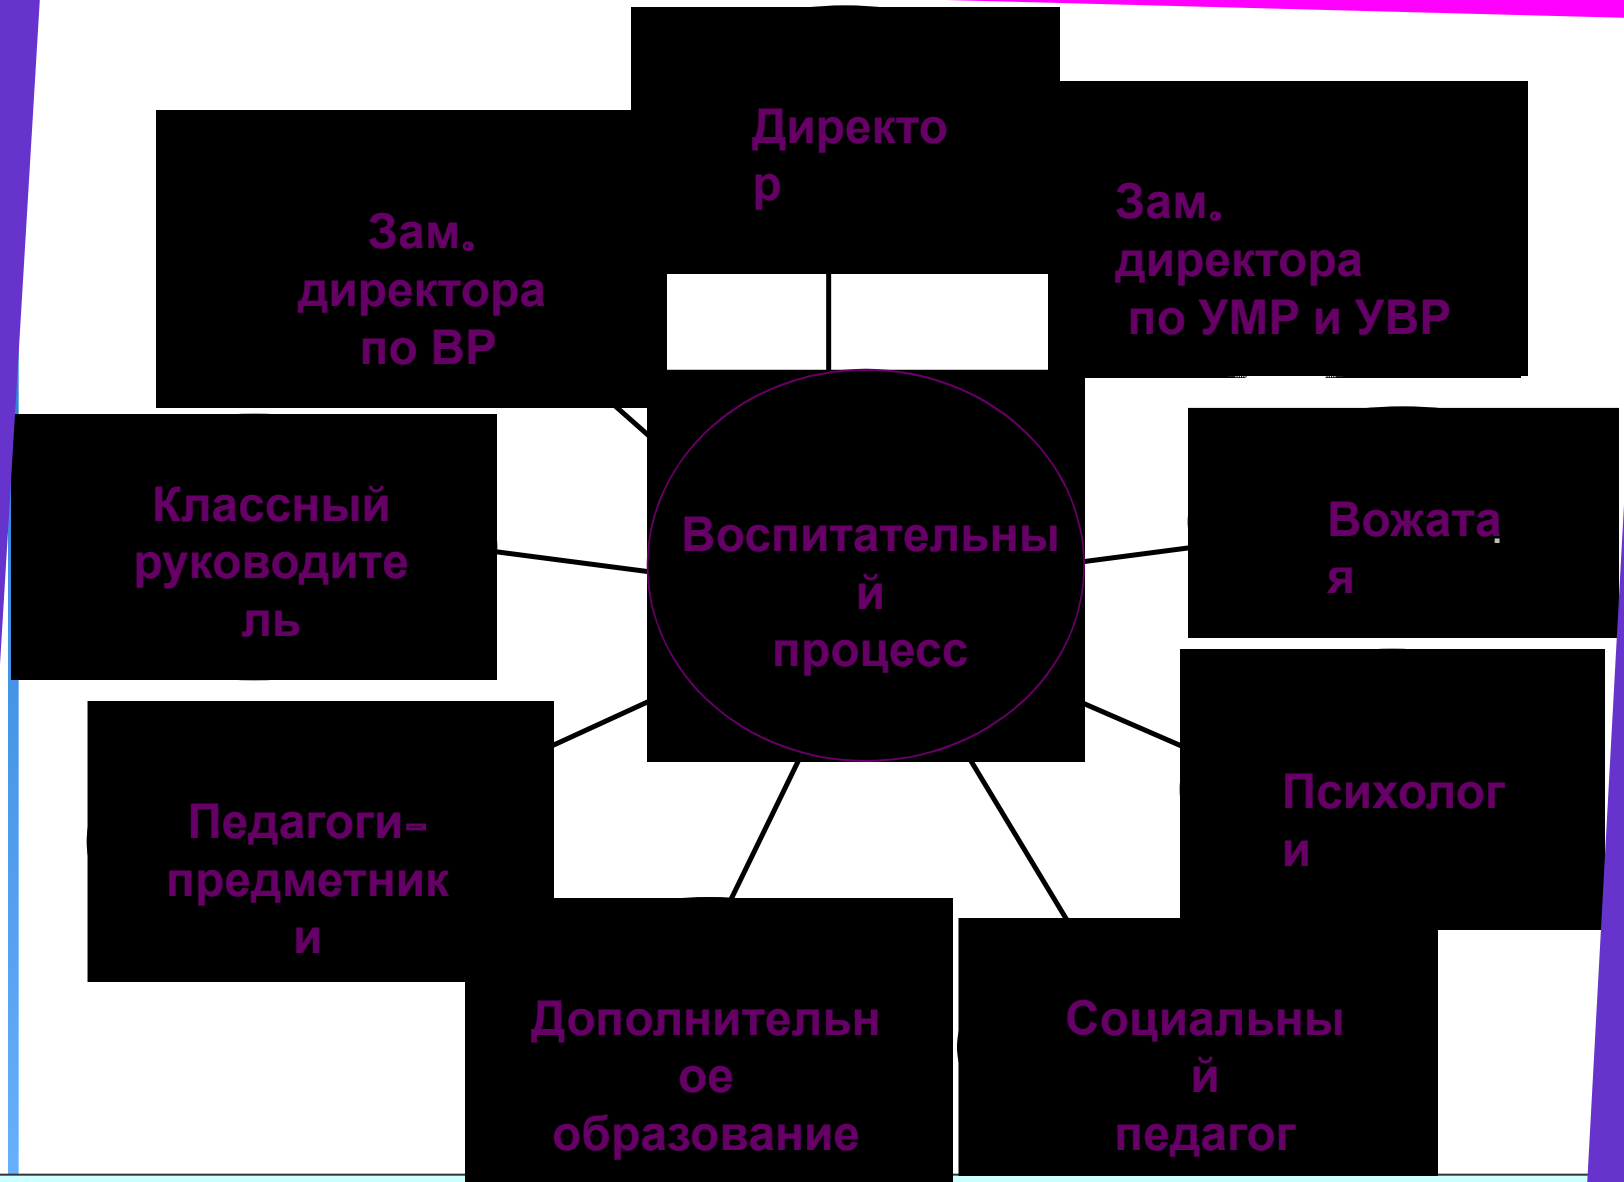 Директо
р
Зам.
директора
по ВР
Зам.
директора
по УМР и УВР
Классный
руководите
ль
Воспитательны
й
процесс
Вожата
я
.
Педагоги-
предметник
и
Психолог
и
Дополнительн
ое
образование
Социальны
й
педагог